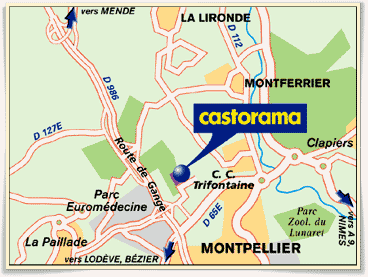 vers MENDE
LA LIRONDE
D 112
D 986
MONTFERRIER
castorama
D 127E
Route de Gange
Clapiers
C. C.
Trifontaine
Parc
Euromédecine
D 65E
Parc
Zool. du
Lunaret
vers A 9,
NIMES
La Paillade
MONTPELLIER
vers LODÈVE, BÉZIER